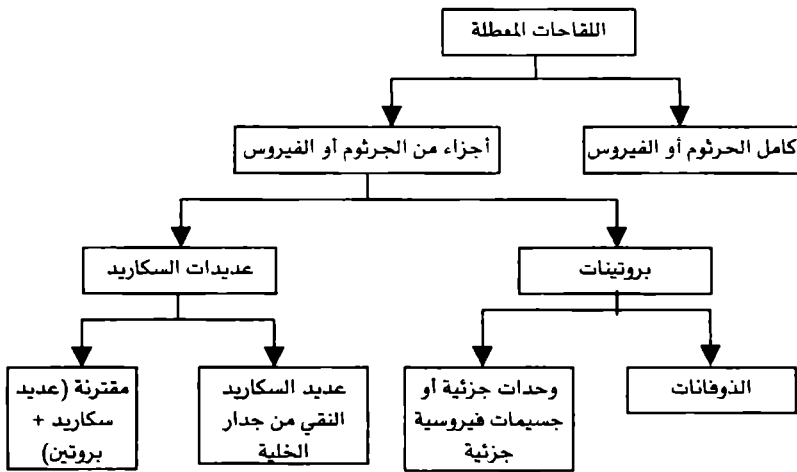 اللقاحات المعطلة
كامل الحرثوم أو الفيروس
أجزاء من الجرثوم أو الفيروس
بروتينات
عديدات السكاريد
الذوفانات
وحدات جزئية أو
جسيمات فيروسية
جزئية
عديد السكاريد
النقي من جدار
الخلية
مقترنة (عديد
سكاريد +
بروتين)